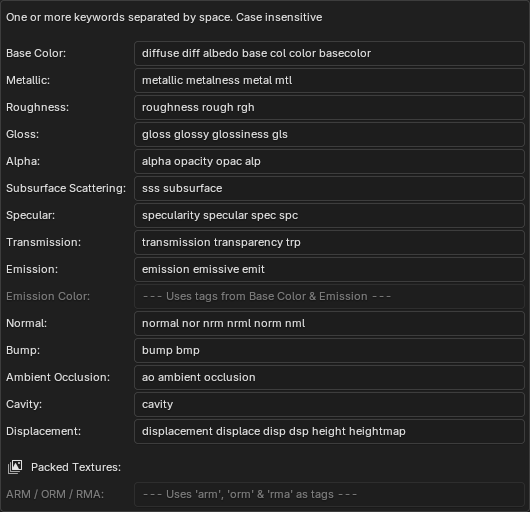 One or more keywords separated by space. Case insensitive
Base Color: diffuse diff albedo base col color basecolor
Metallic: metallic metalness metal mtl
Roughness: roughness rough rgh
Gloss: gloss glossy glossiness gls
Alpha: alpha opacity opac alp
Subsurface Scattering: sss subsurface
Specular: specularity specular spec spc
Transmission: transmission transparency trp
Emission: emission emissive emit
Emission Color: --- Uses tags from Base Color & Emission ---
Normal: normal nor nrm nrml norm nml
Bump: bump bmp
Ambient Occlusion: ao ambient occlusion
Cavity: cavity
Displacement: displacement displace disp dsp height heightmap
Packed Textures:
ARM / ORM / RMA: --- Uses 'arm', 'orm' & 'rma' as tags ---